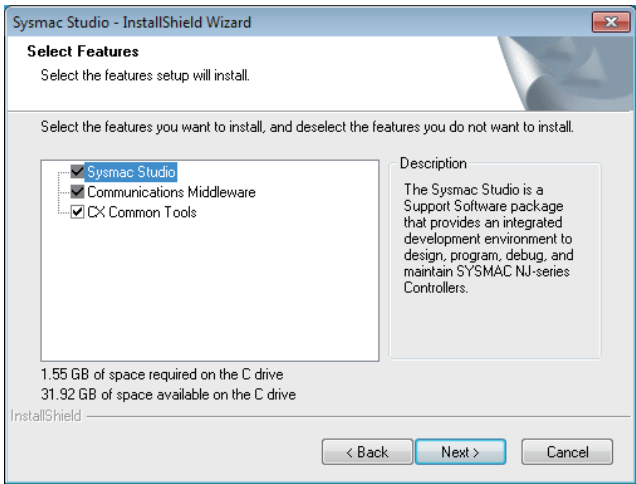 Sysmac Studio - InstallShield Wizard
Select Features
Select the features setup will install.
Select the features you want to install, and deselect the features you do not want to install.
Sysmac Studio
Communications Middleware
CX Common Tools
Description
The Sysmac Studio is a
Support Software package
that provides an integrated
development environment to
design, program, debug, and
maintain SYSMAC NJ-series
Controllers.
1.55 GB of space required on the C drive
31.92 GB of space available on the C drive
InstallShield
< Back
Next >
Cancel